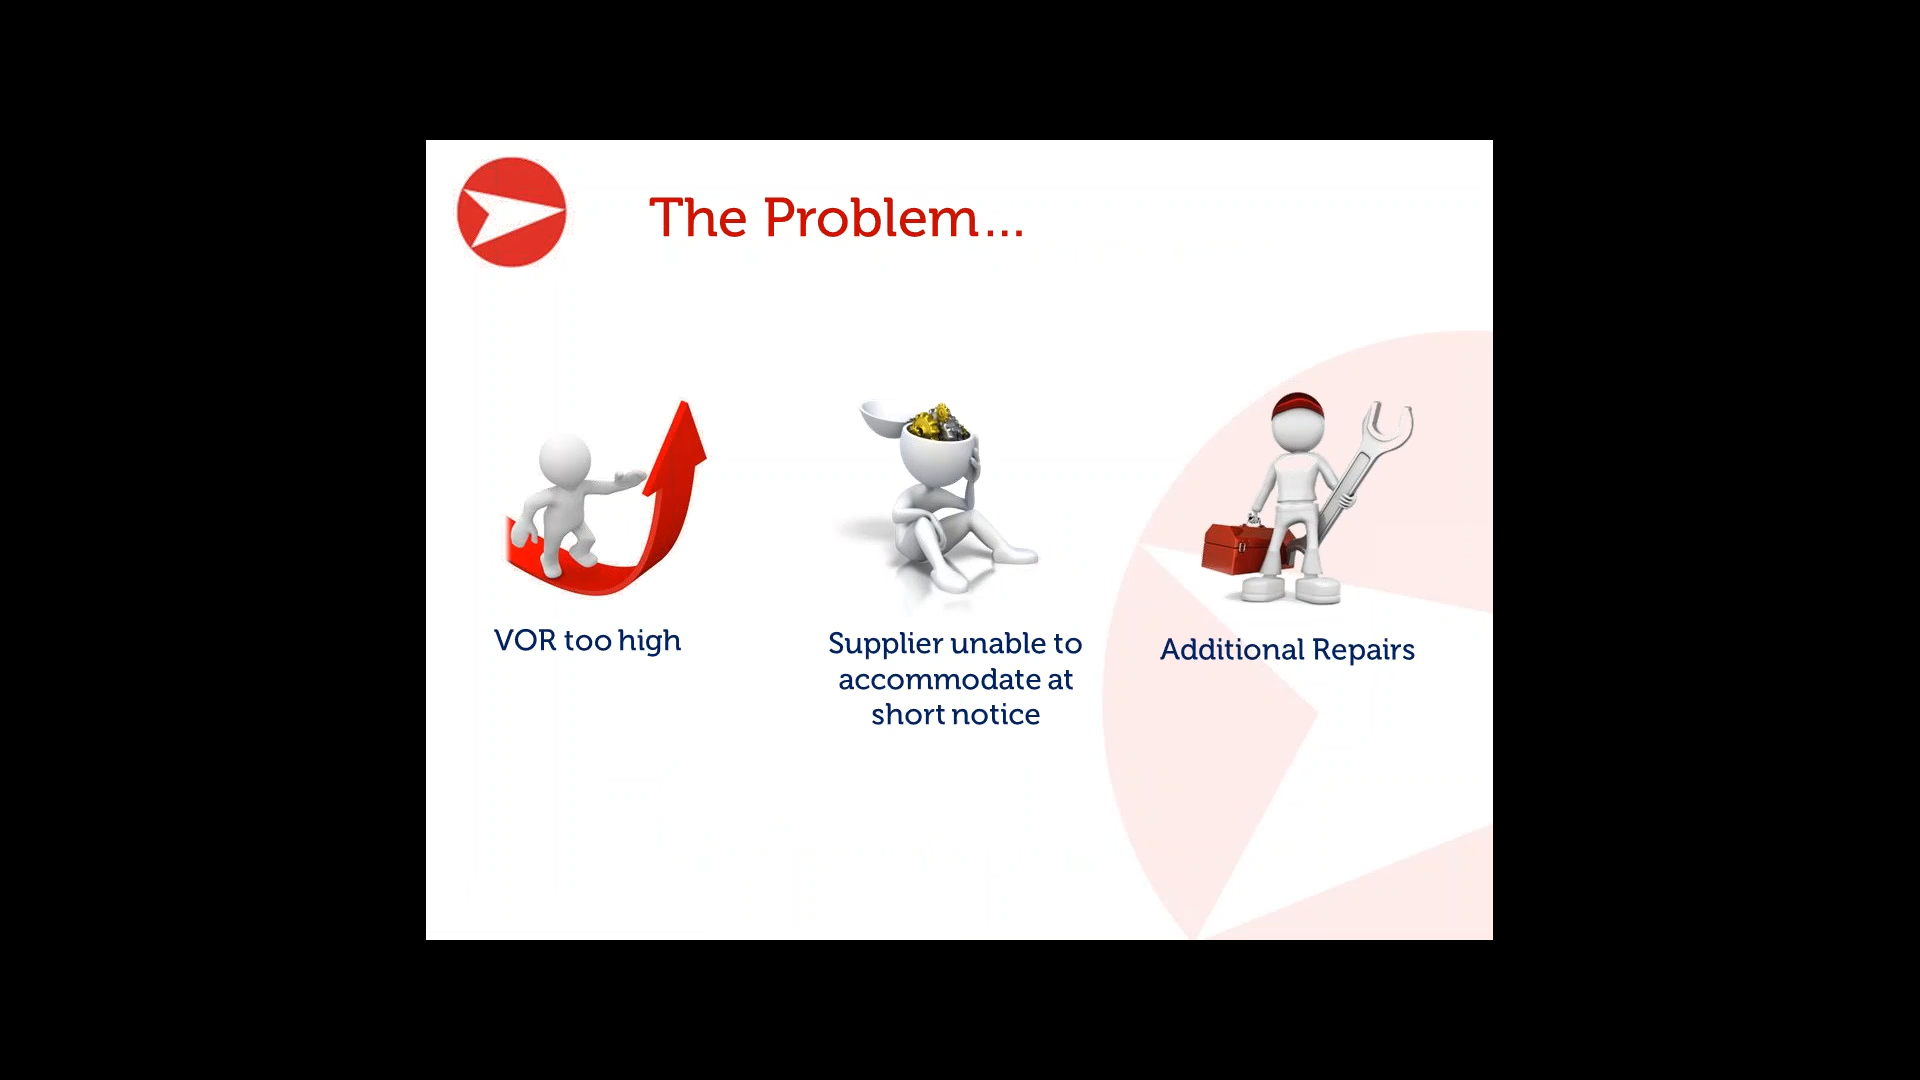 The Problem...
VOR too high
Supplier unable to
accommodate at
short notice
Additional Repairs